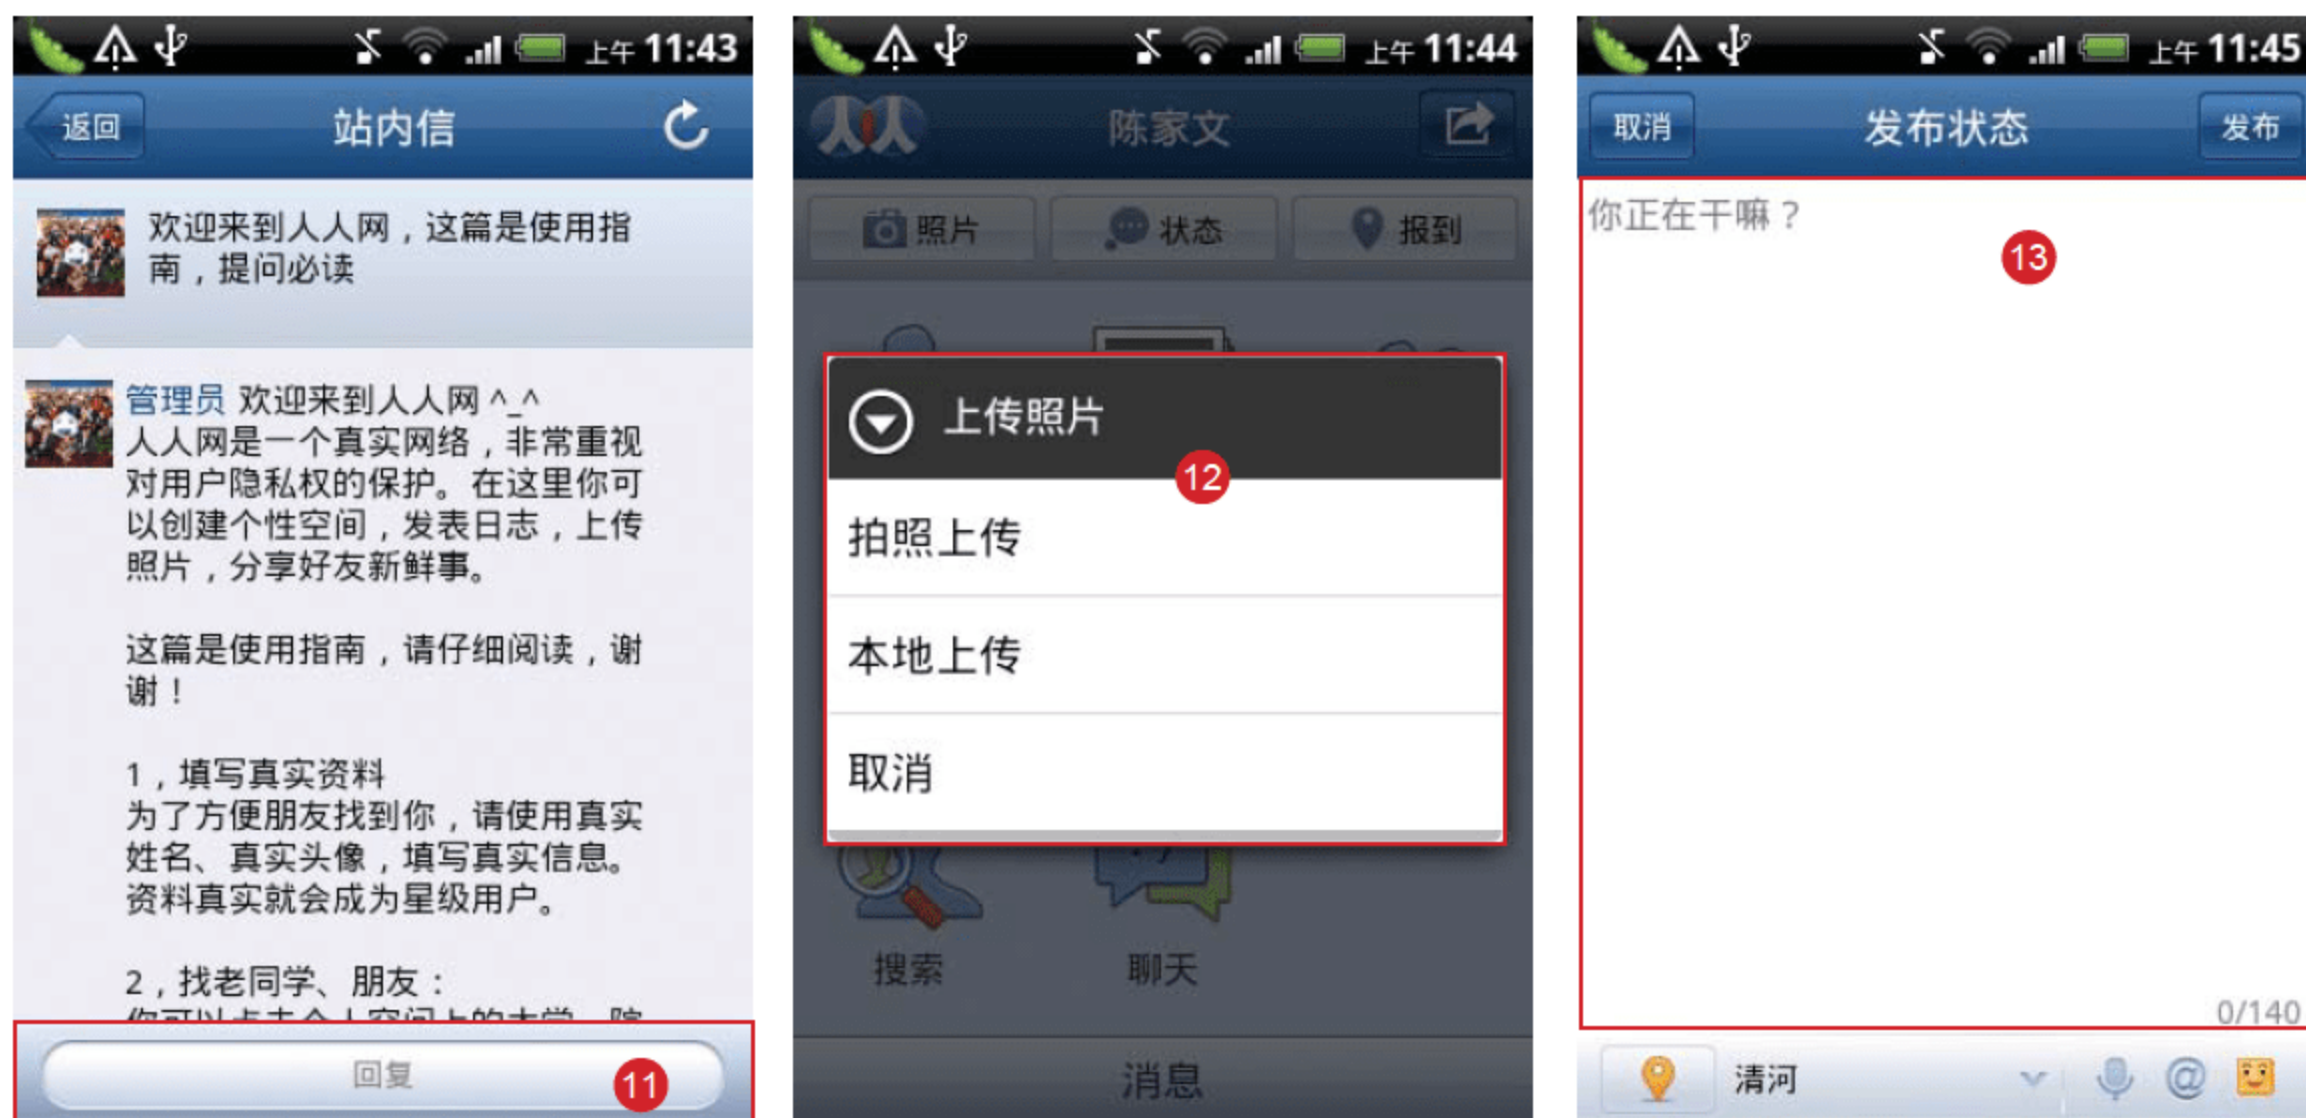 上午 11:43
返回
站内信
欢迎来到人人网，这篇是使用指
南，提问必读
管理员 欢迎来到人人网 ^_^
人人网是一个真实网络，非常重视
对用户隐私权的保护。在这里你可
以创建个性空间，发表日志，上传
照片，分享好友新鲜事。
这篇是使用指南，请仔细阅读，谢
谢！
1，填写真实资料
为了方便朋友找到你，请使用真实
姓名、真实头像，填写真实信息。
资料真实就会成为星级用户。
2，找老同学、朋友：
回复
11
上午 11:44
人人
陈家文
照片
状态
报到
上传照片
12
拍照上传
本地上传
取消
搜索
聊天
消息
上午 11:45
取消
发布状态
发布
你正在干嘛？
13
0/140
清河
@